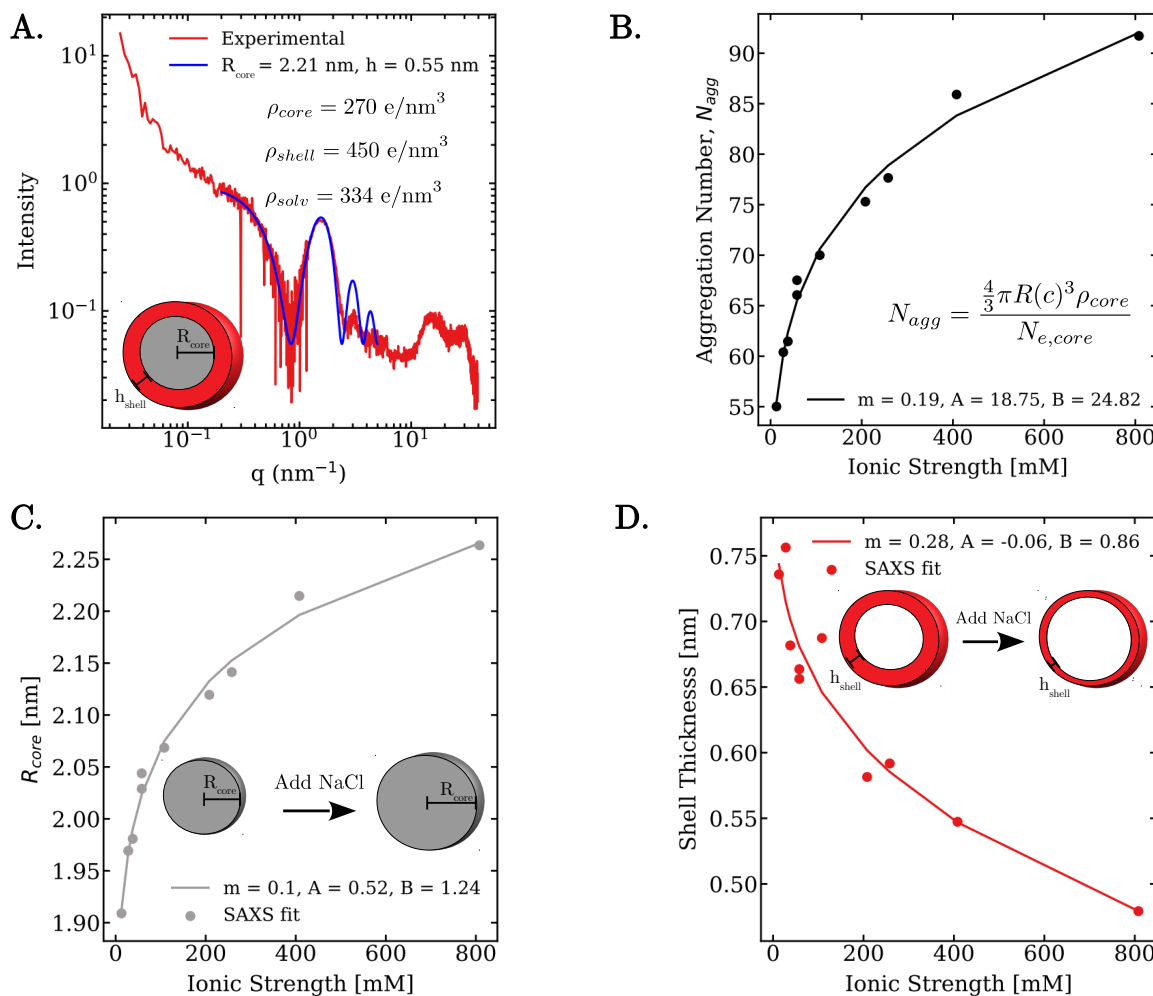 A.
Experimental
R_core = 2.21 nm, h = 0.55 nm
ρ_core = 270 e/nm³
ρ_shell = 450 e/nm³
ρ_solv = 334 e/nm³
10¹
10⁰
10⁻¹
Intensity
R_core
h_shell
10⁻¹ 10⁰ 10¹
q (nm⁻¹)
B.
90
85
80
75
70
65
60
55
Aggregation Number, N_agg
N_agg = 4/3 πR(c)³ρ_core / N_e,core
m = 0.19, A = 18.75, B = 24.82
0 200 400 600 800
Ionic Strength [mM]
C.
2.25
2.20
2.15
2.10
2.05
2.00
1.95
1.90
R_core [nm]
R_core
Add NaCl
R_core
m = 0.1, A = 0.52, B = 1.24
SAXS fit
0 200 400 600 800
Ionic Strength [mM]
D.
0.75
0.70
0.65
0.60
0.55
0.50
Shell Thicknesss [nm]
m = 0.28, A = -0.06, B = 0.86
SAXS fit
Add NaCl
h_shell
h_shell
0 200 400 600 800
Ionic Strength [mM]